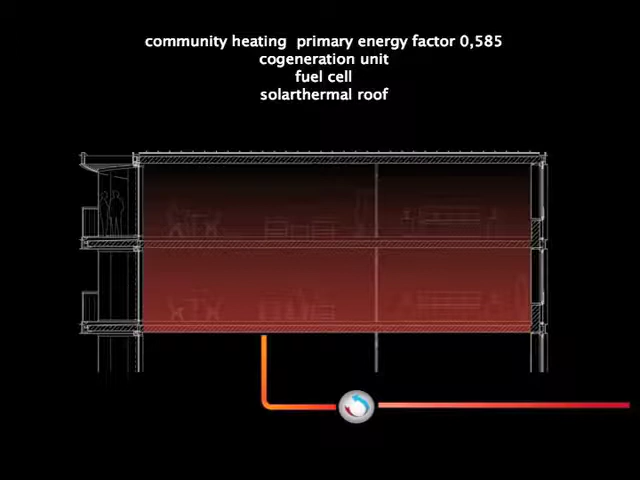 community heating  primary energy factor 0,585
cogeneration unit
fuel cell
solarthermal roof